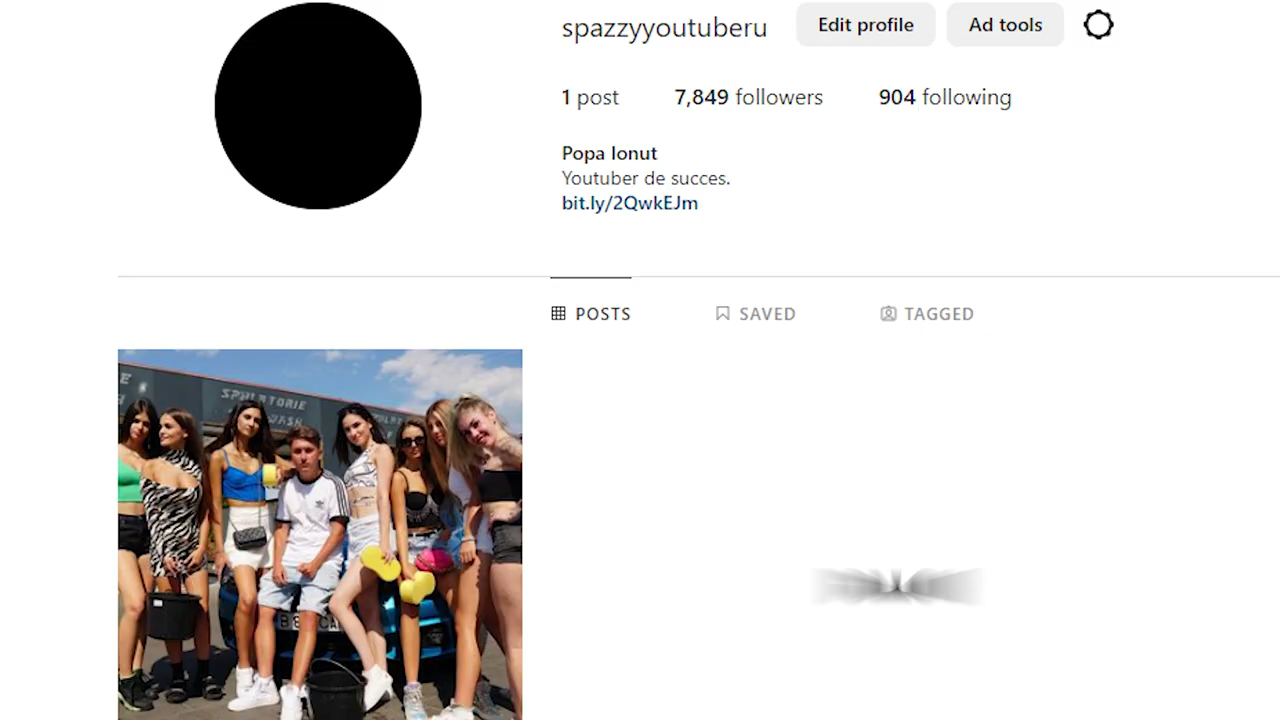 spazzyyoutuberu
Edit profile
Ad tools
1 post
7,849 followers
904 following
Popa Ionut
Youtuber de succes.
bit.ly/2QwkEJm
POSTS
SAVED
TAGGED